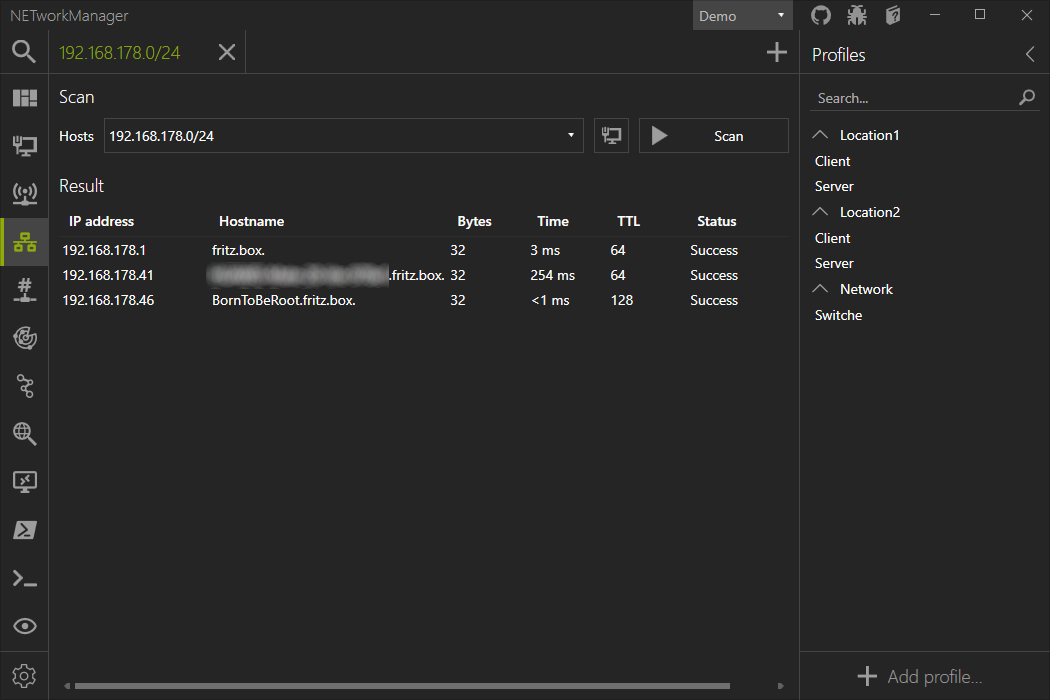 NETworkManager Demo
192.168.178.0/24
Profiles
Scan
Search...
Hosts 192.168.178.0/24 Scan
Location1
Client
Result
Server
IP address Hostname Bytes Time TTL Status
Location2
Client
192.168.178.1 fritz.box. 32 3 ms 64 Success
Server
192.168.178.41 .fritz.box. 32 254 ms 64 Success
Network
192.168.178.46 BornToBeRoot.fritz.box. 32 <1 ms 128 Success
Switche
Add profile...